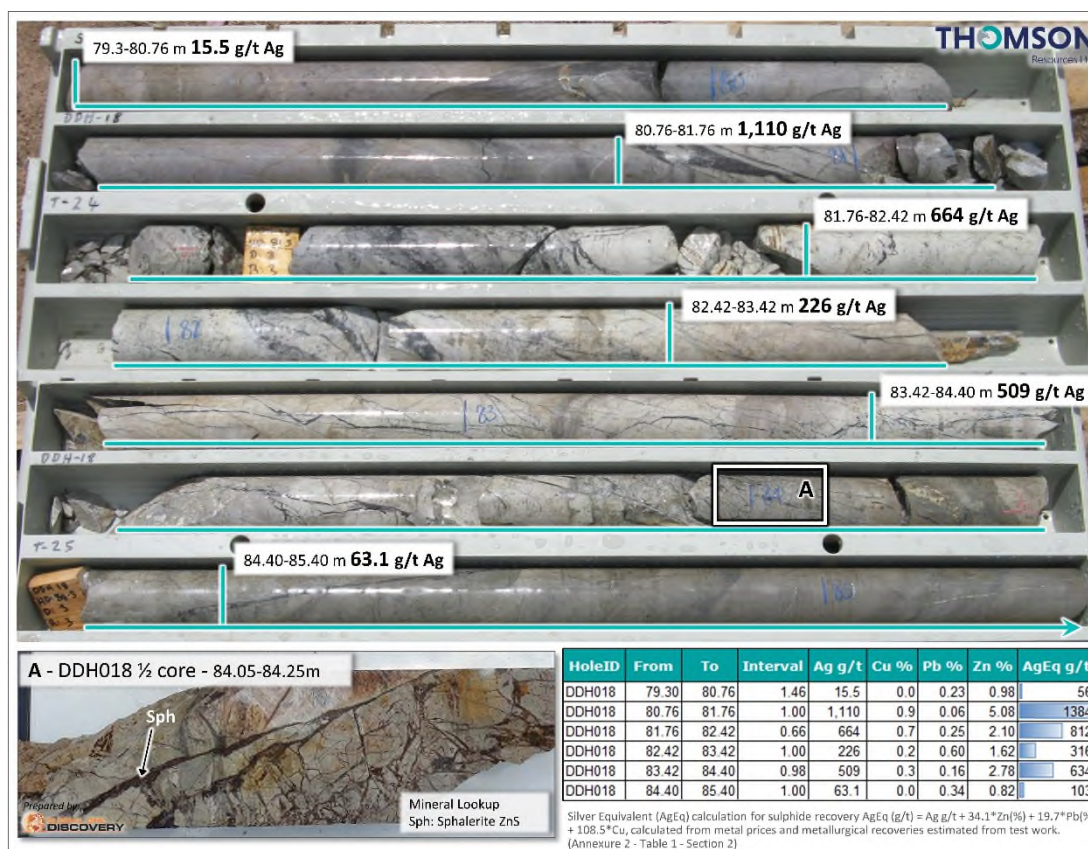 79.3-80.76 m 15.5 g/t Ag
THOMSON
Resources
DDH-18
80.76-81.76 m 1,110 g/t Ag
T-24
81.76-82.42 m 664 g/t Ag
82.42-83.42 m 226 g/t Ag
82
83.42-84.40 m 509 g/t Ag
83
DDH-18
A
T-25
84.40-85.40 m 63.1 g/t Ag
A - DDH018 ½ core - 84.05-84.25m
Sph
Prepared by
DISCOVERY
Mineral Lookup
Sph: Sphalerite ZnS
HoleID From To Interval Ag g/t Cu % Pb % Zn % AgEq g/t
DDH018 79.30 80.76 1.46 15.5 0.0 0.23 0.98 56
DDH018 80.76 81.76 1.00 1,110 0.9 0.06 5.08 1384
DDH018 81.76 82.42 0.66 664 0.7 0.25 2.10 812
DDH018 82.42 83.42 1.00 226 0.2 0.60 1.62 316
DDH018 83.42 84.40 0.98 509 0.3 0.16 2.78 634
DDH018 84.40 85.40 1.00 63.1 0.0 0.34 0.82 103
Silver Equivalent (AgEq) calculation for sulphide recovery AgEq (g/t) = Ag g/t + 34.1*Zn(%) + 19.7*Pb(%
+ 108.5*Cu, calculated from metal prices and metallurgical recoveries estimated from test work.
(Annexure 2 - Table 1 - Section 2)